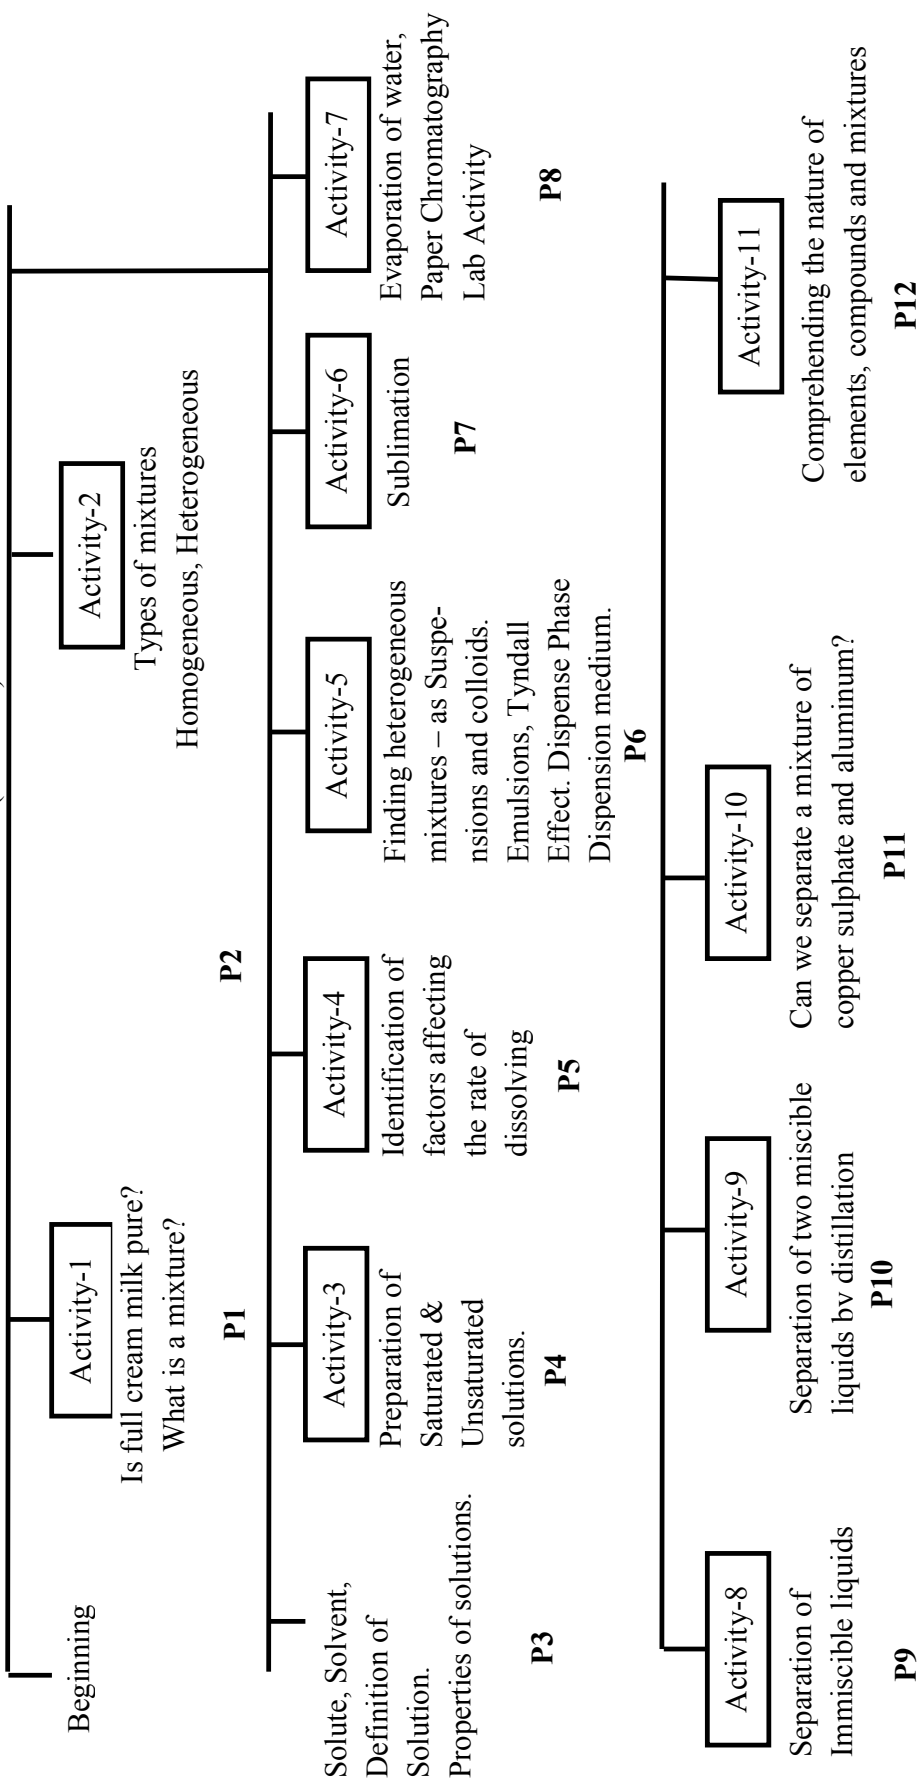 Beginning
Activity-1
Is full cream milk pure?
What is a mixture?
P1
Activity-2
Types of mixtures
Homogeneous, Heterogeneous
P2
Solute, Solvent,
Definition of
Solution.
Properties of solutions.
P3
Activity-3
Preparation of
Saturated &
Unsaturated
solutions.
P4
Activity-4
Identification of
factors affecting
the rate of
dissolving
P5
Activity-5
Finding heterogeneous
mixtures – as Suspe-
nsions and colloids.
Emulsions, Tyndall
Effect. Dispense Phase
Dispension medium.
P6
Activity-6
Sublimation
P7
Activity-7
Evaporation of water,
Paper Chromatography
Lab Activity
P8
Activity-8
Separation of
Immiscible liquids
P9
Activity-9
Separation of two miscible
liquids by distillation
P10
Activity-10
Can we separate a mixture of
copper sulphate and aluminum?
P11
Activity-11
Comprehending the nature of
elements, compounds and mixtures
P12